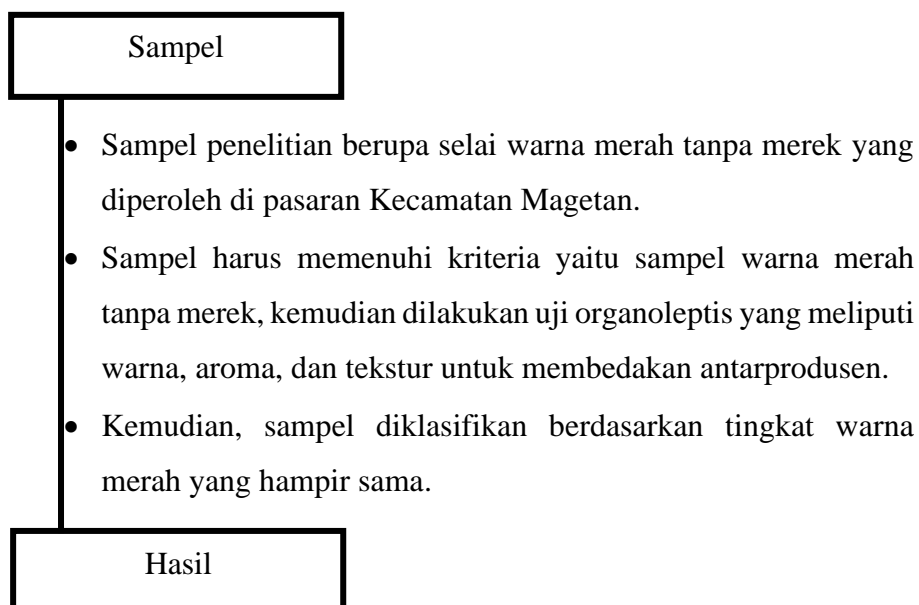 Sampel
• Sampel penelitian berupa selai warna merah tanpa merek yang
diperoleh di pasaran Kecamatan Magetan.
• Sampel harus memenuhi kriteria yaitu sampel warna merah
tanpa merek, kemudian dilakukan uji organoleptis yang meliputi
warna, aroma, dan tekstur untuk membedakan antarprodusen.
• Kemudian, sampel diklasifikan berdasarkan tingkat warna
merah yang hampir sama.
Hasil